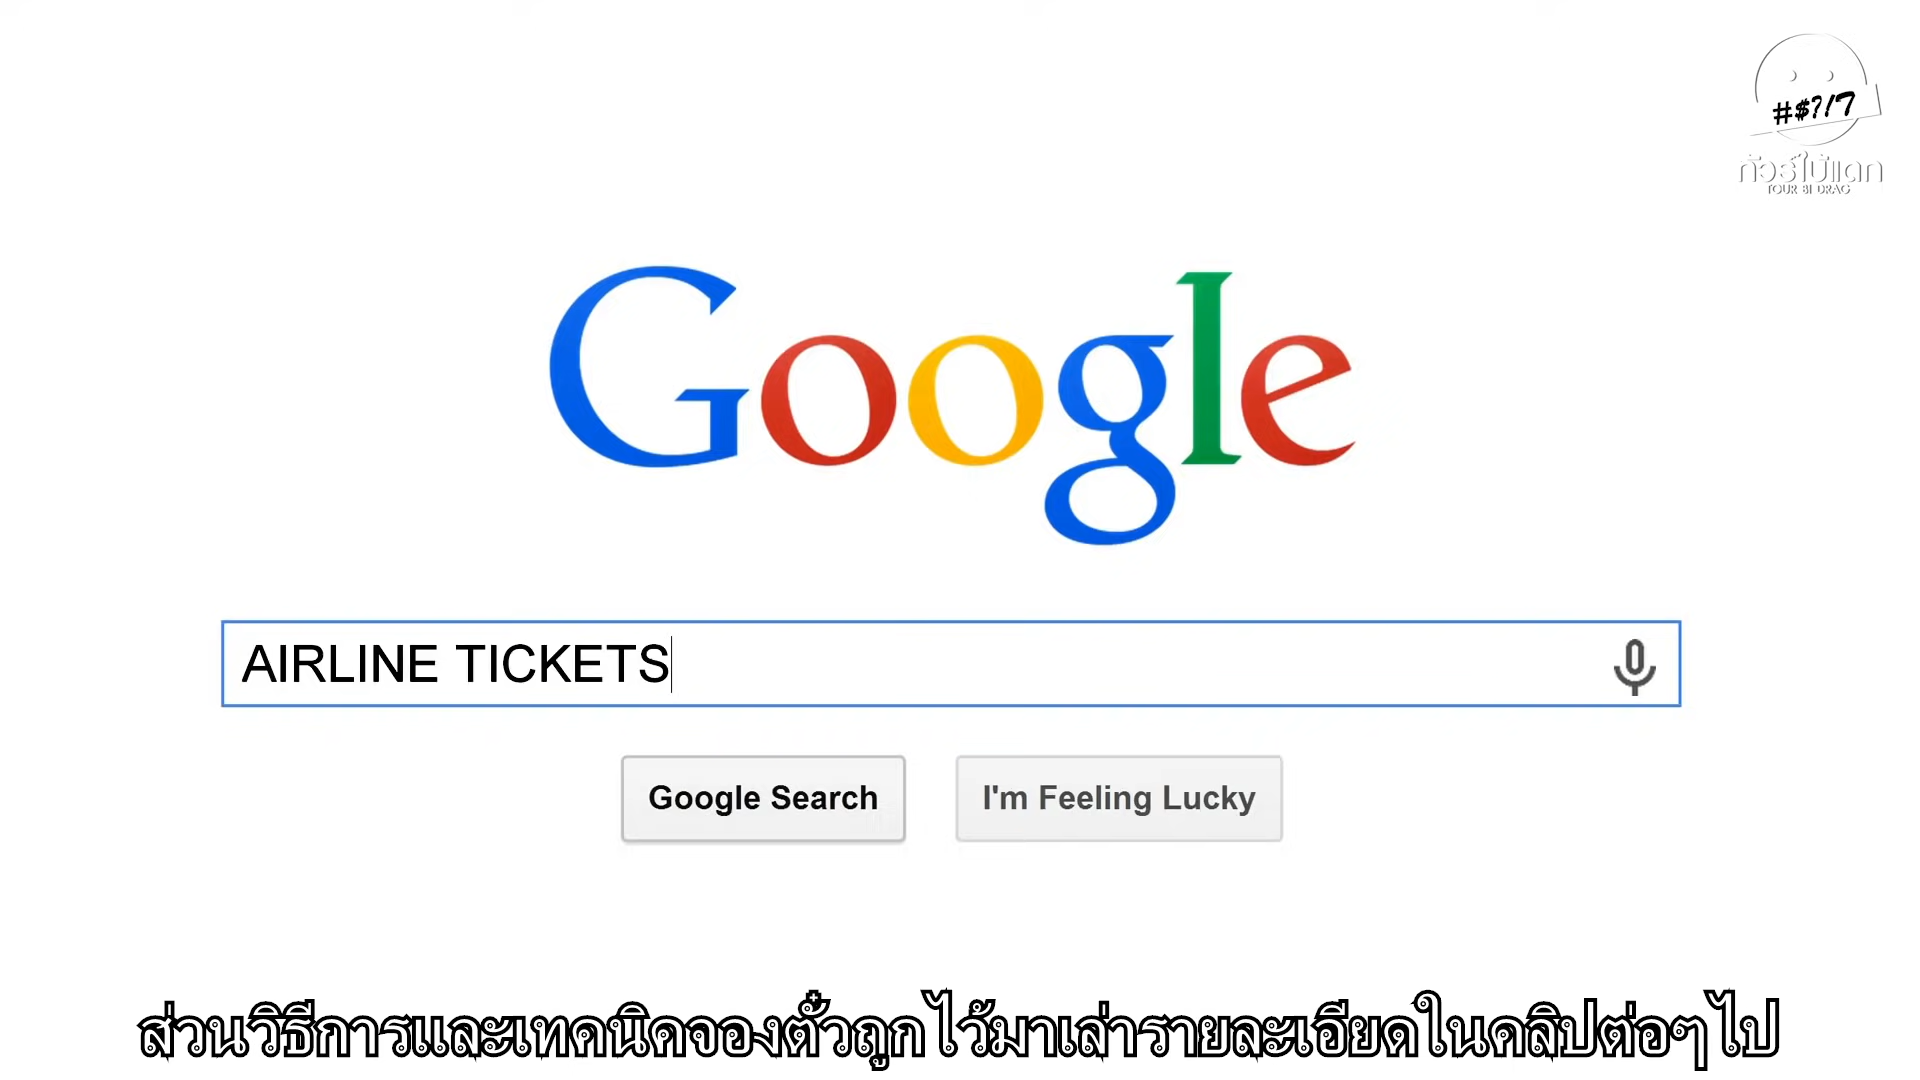 #$?!7
ทัวร์ไบ้แดก
TOUR BI DRAG
Google
AIRLINE TICKETS
Google Search
I'm Feeling Lucky
ส่วนวิธีการและเทคนิคจองตั๋วถูกไว้มาเล่ารายละเอียดในคลิปต่อๆไป